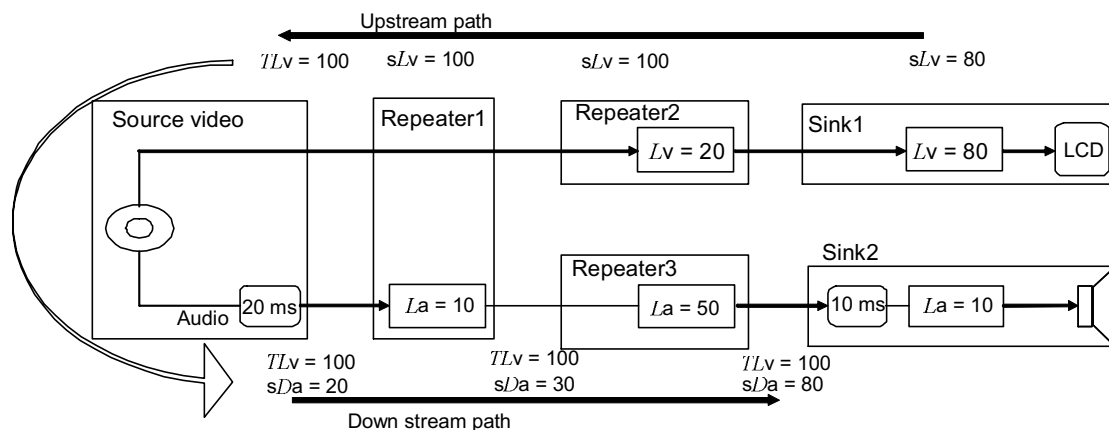 Upstream path
TLv = 100 sLv = 100 sLv = 100 sLv = 80
Source video Repeater1 Repeater2 Sink1
Lv = 20 Lv = 80 LCD
Repeater3 Sink2
Audio 20 ms La = 10 La = 50 10 ms La = 10
TLv = 100 TLv = 100 TLv = 100
sDa = 20 sDa = 30 sDa = 80
Down stream path